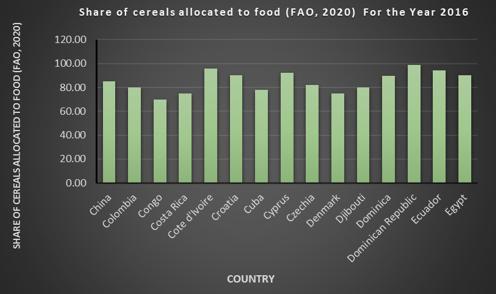 Share of cereals allocated to food (FAO, 2020)  For the Year 2016
SHARE OF CEREALS ALLOCATED TO FOOD (FAO, 2020)
120.00
100.00
80.00
60.00
40.00
20.00
0.00
China
Colombia
Congo
Costa Rica
Cote d'Ivoire
Croatia
Cuba
Cyprus
Czechia
Denmark
Djibouti
Dominica
Dominican Republic
Ecuador
Egypt
COUNTRY